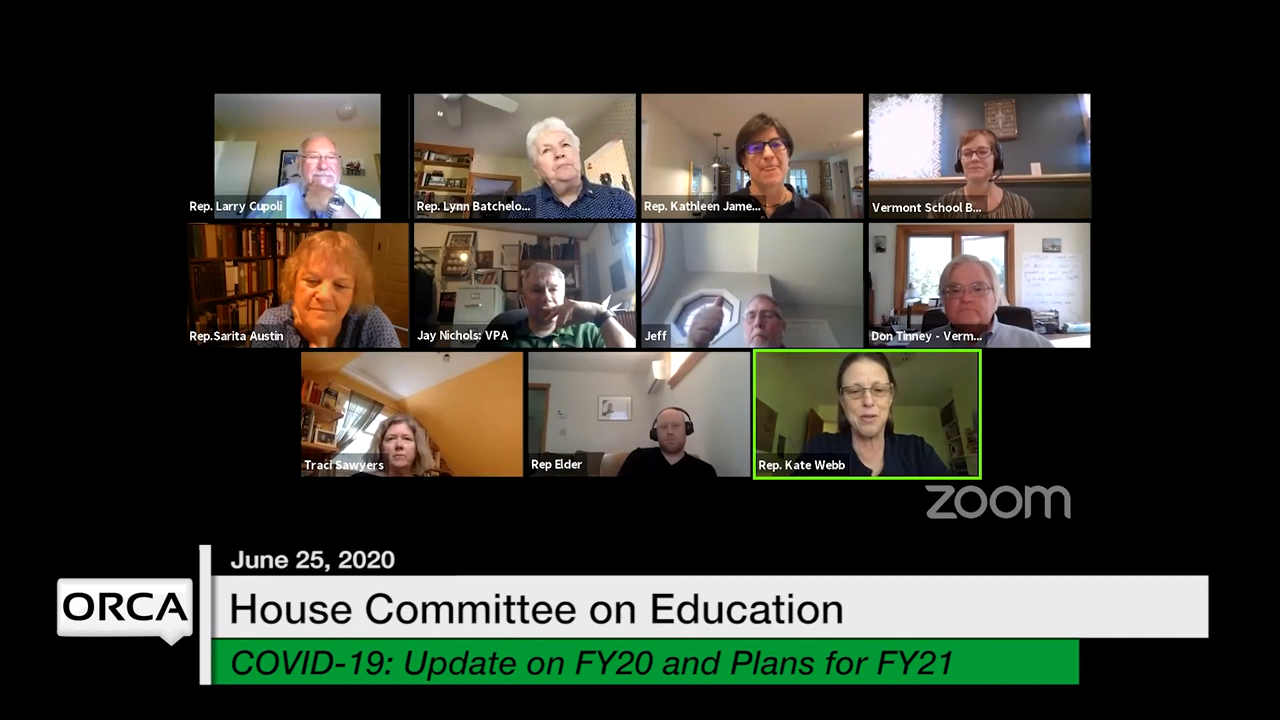 Rep. Larry Cupoli
Rep. Lynn Batchelo...
Rep. Kathleen Jame...
Vermont School B...
Rep.Sarita Austin
Jay Nichols: VPA
Jeff
Don Tinney - Verm...
Traci Sawyers
Rep Elder
Rep. Kate Webb
zoom
June 25, 2020
ORCA
House Committee on Education
COVID-19: Update on FY20 and Plans for FY21